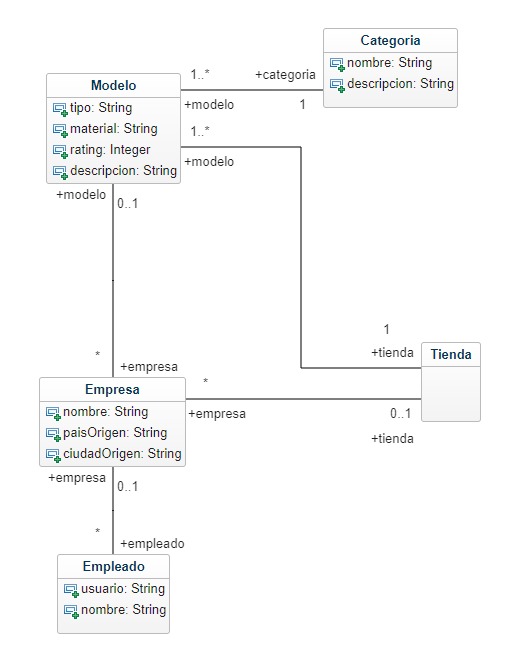 Categoria
nombre: String
descripcion: String
1..*
+categoria
+modelo
1
Modelo
tipo: String
material: String
rating: Integer
descripcion: String
1..*
+modelo
+modelo
0..1
1
+tienda
Tienda
*
+empresa
*
+empresa
0..1
+tienda
Empresa
nombre: String
paisOrigen: String
ciudadOrigen: String
+empresa
0..1
*
+empleado
Empleado
usuario: String
nombre: String